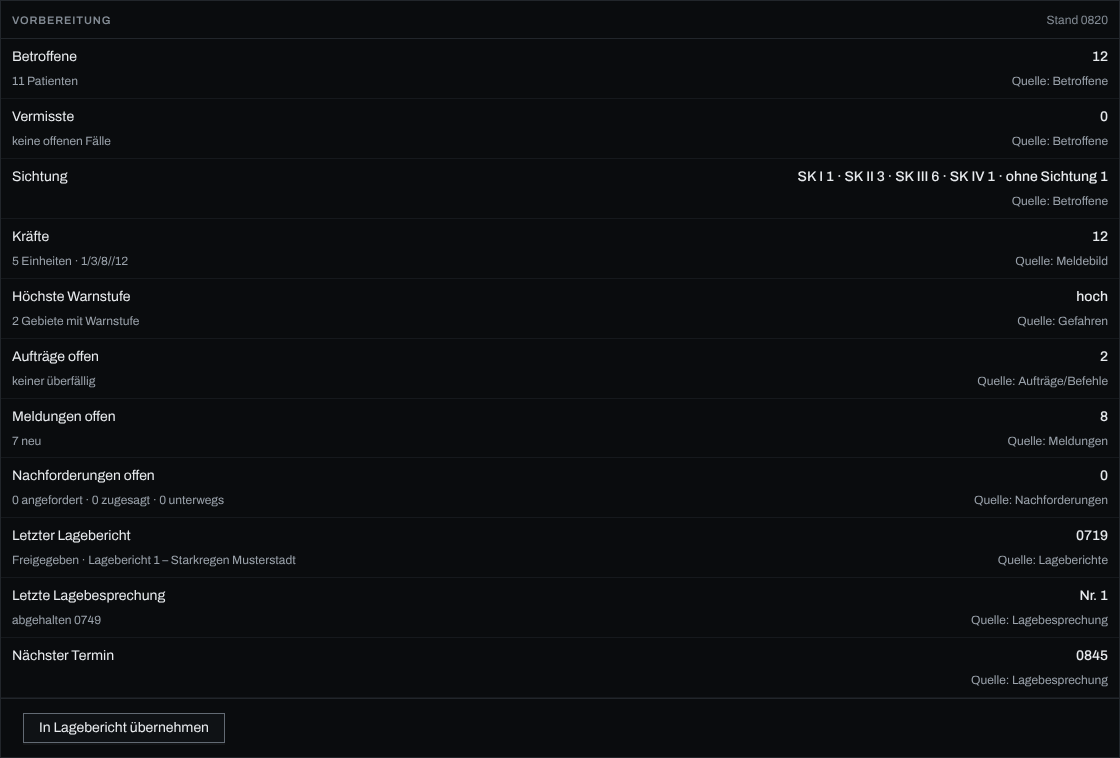 VORBEREITUNG
Stand 0820
Betroffene
12
11 Patienten
Quelle: Betroffene
Vermisste
0
keine offenen Fälle
Quelle: Betroffene
Sichtung
SK I 1 · SK II 3 · SK III 6 · SK IV 1 · ohne Sichtung 1
Quelle: Betroffene
Kräfte
12
5 Einheiten · 1/3/8//12
Quelle: Meldebild
Höchste Warnstufe
hoch
2 Gebiete mit Warnstufe
Quelle: Gefahren
Aufträge offen
2
keiner überfällig
Quelle: Aufträge/Befehle
Meldungen offen
8
7 neu
Quelle: Meldungen
Nachforderungen offen
0
0 angefordert · 0 zugesagt · 0 unterwegs
Quelle: Nachforderungen
Letzter Lagebericht
0719
Freigegeben · Lagebericht 1 – Starkregen Musterstadt
Quelle: Lageberichte
Letzte Lagebesprechung
Nr. 1
abgehalten 0749
Quelle: Lagebesprechung
Nächster Termin
0845
Quelle: Lagebesprechung
In Lagebericht übernehmen